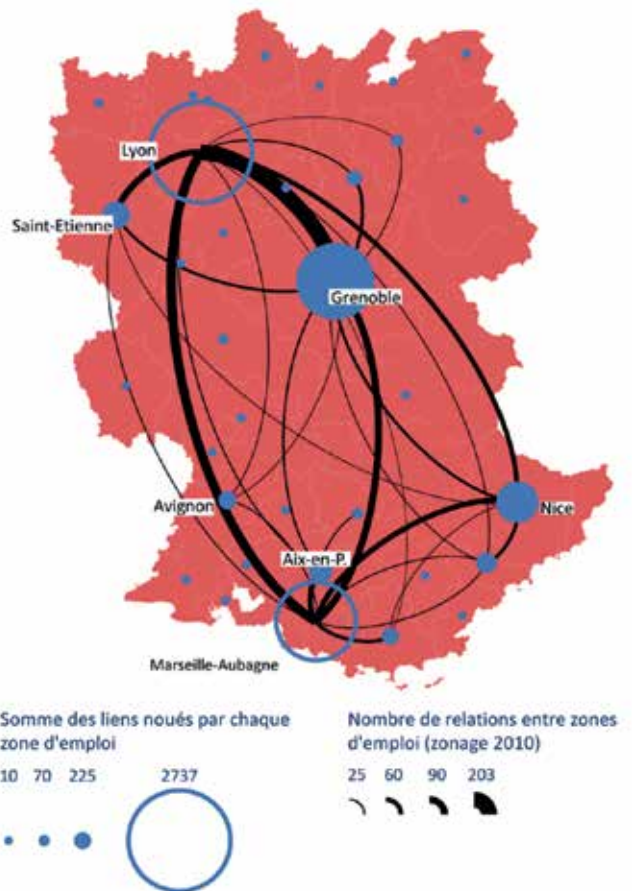 Lyon
Saint-Etienne
Grenoble
Avignon
Nice
Aix-en-P.
Marseille-Aubagne
Somme des liens noués par chaque
zone d'emploi
10 70 225 2737
Nombre de relations entre zones
d'emploi (zonage 2010)
25 60 90 203